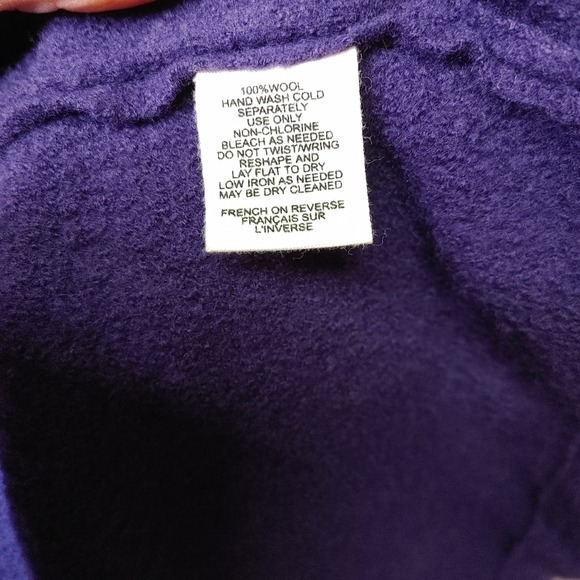 100%WOOL
HAND WASH COLD
SEPARATELY
USE ONLY
NON-CHLORINE
BLEACH AS NEEDED
DO NOT TWIST/WRING
RESHAPE AND
LAY FLAT TO DRY
LOW IRON AS NEEDED
MAY BE DRY CLEANED
FRENCH ON REVERSE
FRANÇAIS SUR
L'INVERSE